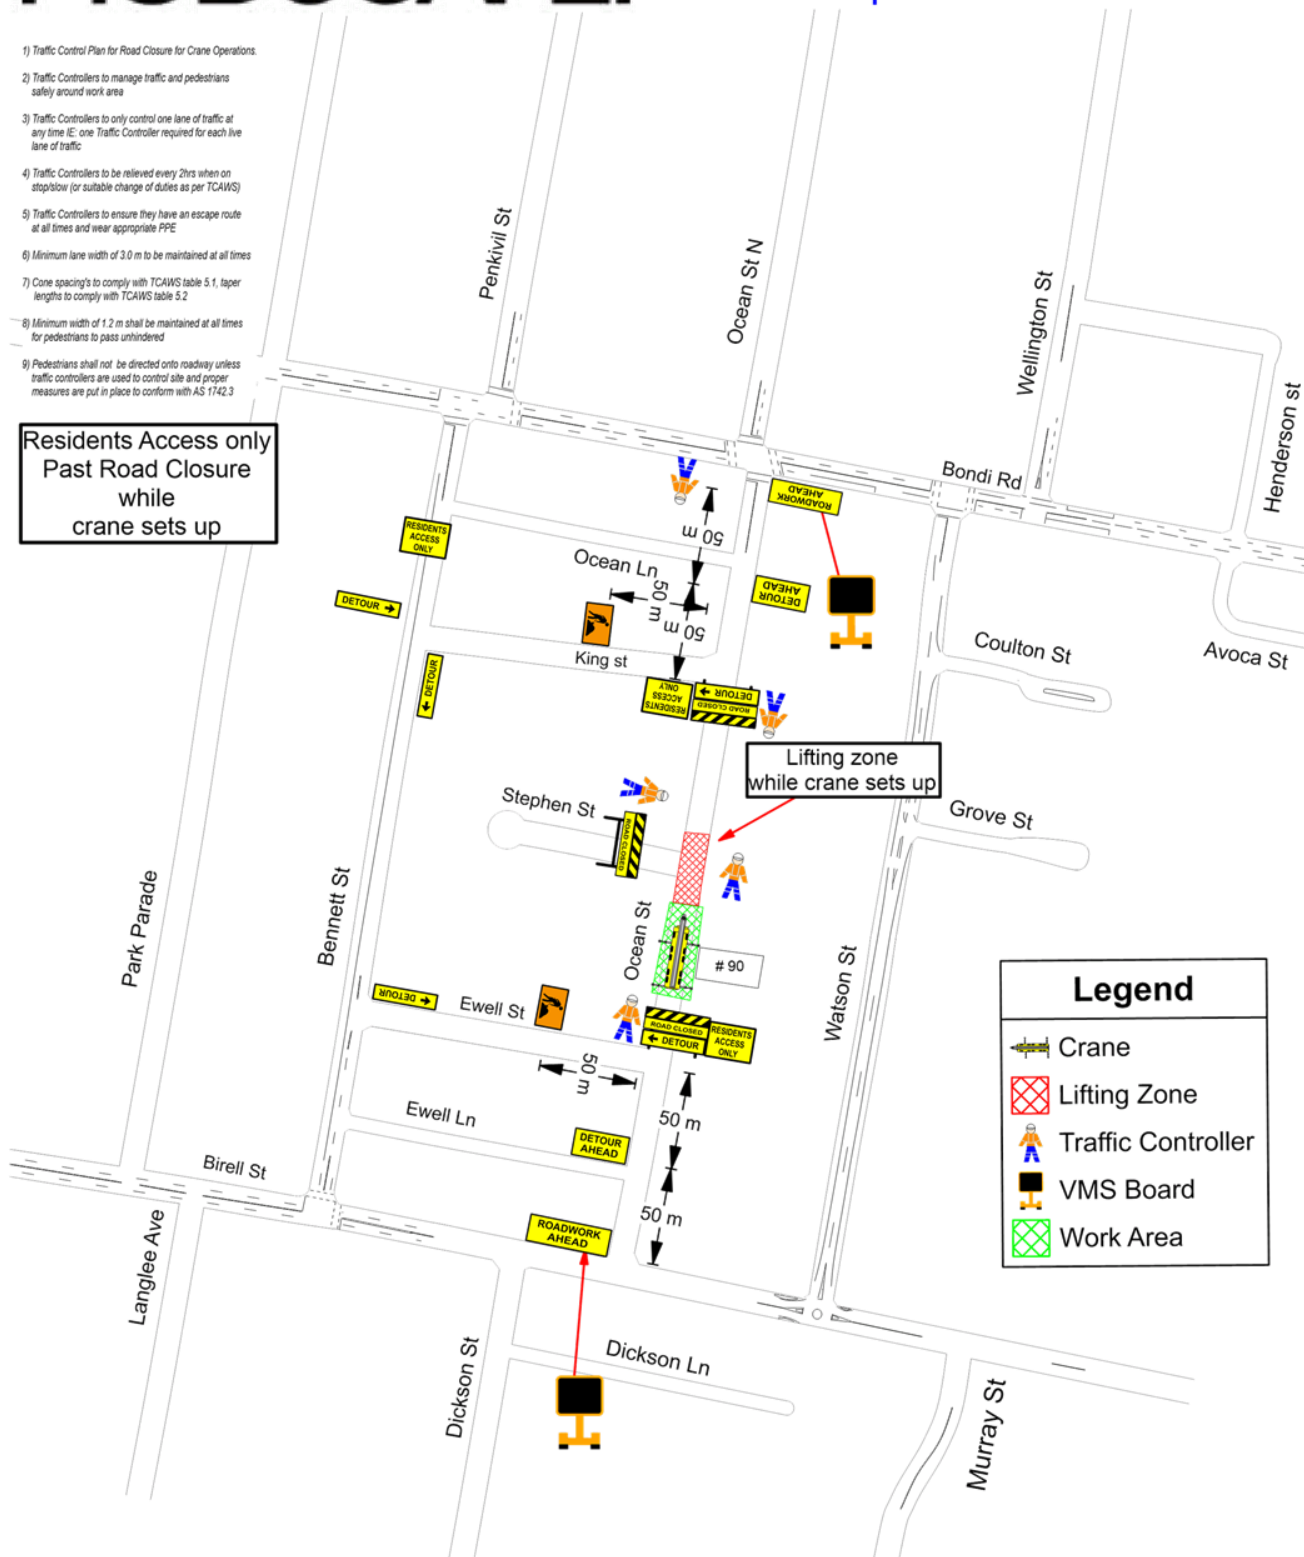 1) Traffic Control Plan for Road Closure for Crane Operations.
2) Traffic Controllers to manage traffic and pedestrians
safely around work area
3) Traffic Controllers to only control one lane of traffic at
any time IE: one Traffic Controller required for each live
lane of traffic
4) Traffic Controllers to be relieved every 2hrs when on
stop/slow (or suitable change of duties as per TCAWS)
5) Traffic Controllers to ensure they have an escape route
at all times and wear appropriate PPE
6) Minimum lane width of 3.0 m to be maintained at all times
7) Cone spacing's to comply with TCAWS table 5.1, taper
lengths to comply with TCAWS table 5.2
8) Minimum width of 1.2 m shall be maintained at all times
for pedestrians to pass unhindered
9) Pedestrians shall not be directed onto roadway unless
traffic controllers are used to control site and proper
measures are put in place to conform with AS 1742.3
Residents Access only
Past Road Closure
while
crane sets up
Penkivil St
Ocean St N
Wellington St
Henderson st
Bondi Rd
ROADWORK
AHEAD
50 m
RESIDENTS
ACCESS
ONLY
Ocean Ln
DETOUR
AHEAD
50 m
50 m
DETOUR
King st
Coulton St
Avoca St
DETOUR
RESIDENTS
ACCESS
ONLY
DETOUR
ROAD CLOSED
Lifting zone
while crane sets up
Stephen St
ROAD CLOSED
Grove St
Park Parade
Bennett St
Ocean St
# 90
Watson St
DETOUR
Ewell St
ROAD CLOSED
DETOUR
RESIDENTS
ACCESS
ONLY
50 m
Ewell Ln
50 m
DETOUR
AHEAD
Birell St
50 m
ROADWORK
AHEAD
Langlee Ave
Dickson St
Dickson Ln
Murray St
Legend
Crane
Lifting Zone
Traffic Controller
VMS Board
Work Area